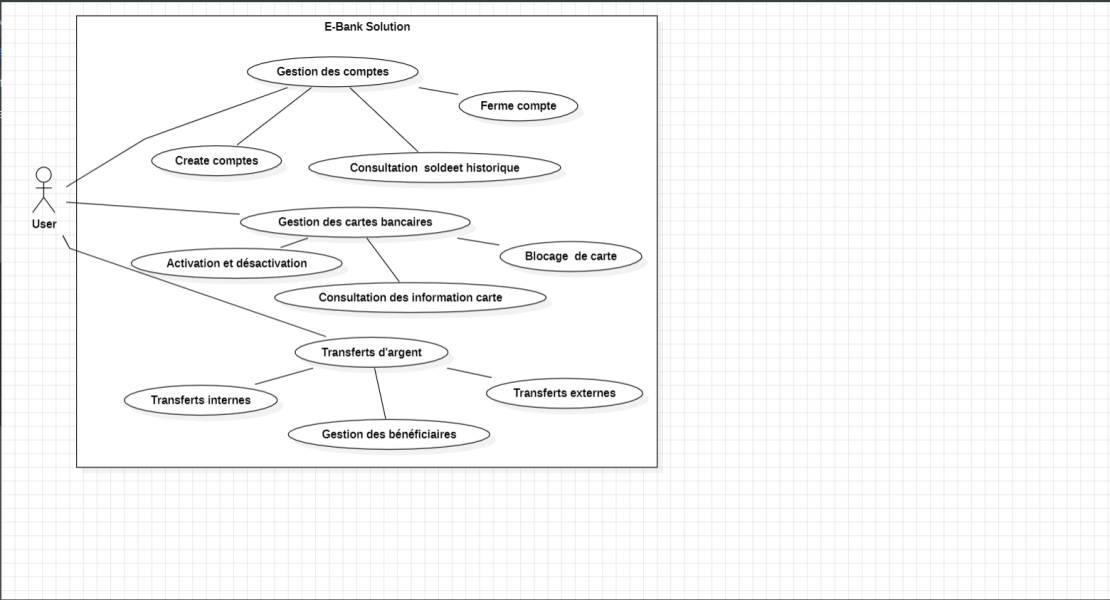 E-Bank Solution
Gestion des comptes
Ferme compte
Create comptes
Consultation  soldeet historique
User
Gestion des cartes bancaires
Activation et désactivation
Blocage  de carte
Consultation des information carte
Transferts d'argent
Transferts internes
Transferts externes
Gestion des bénéficiaires